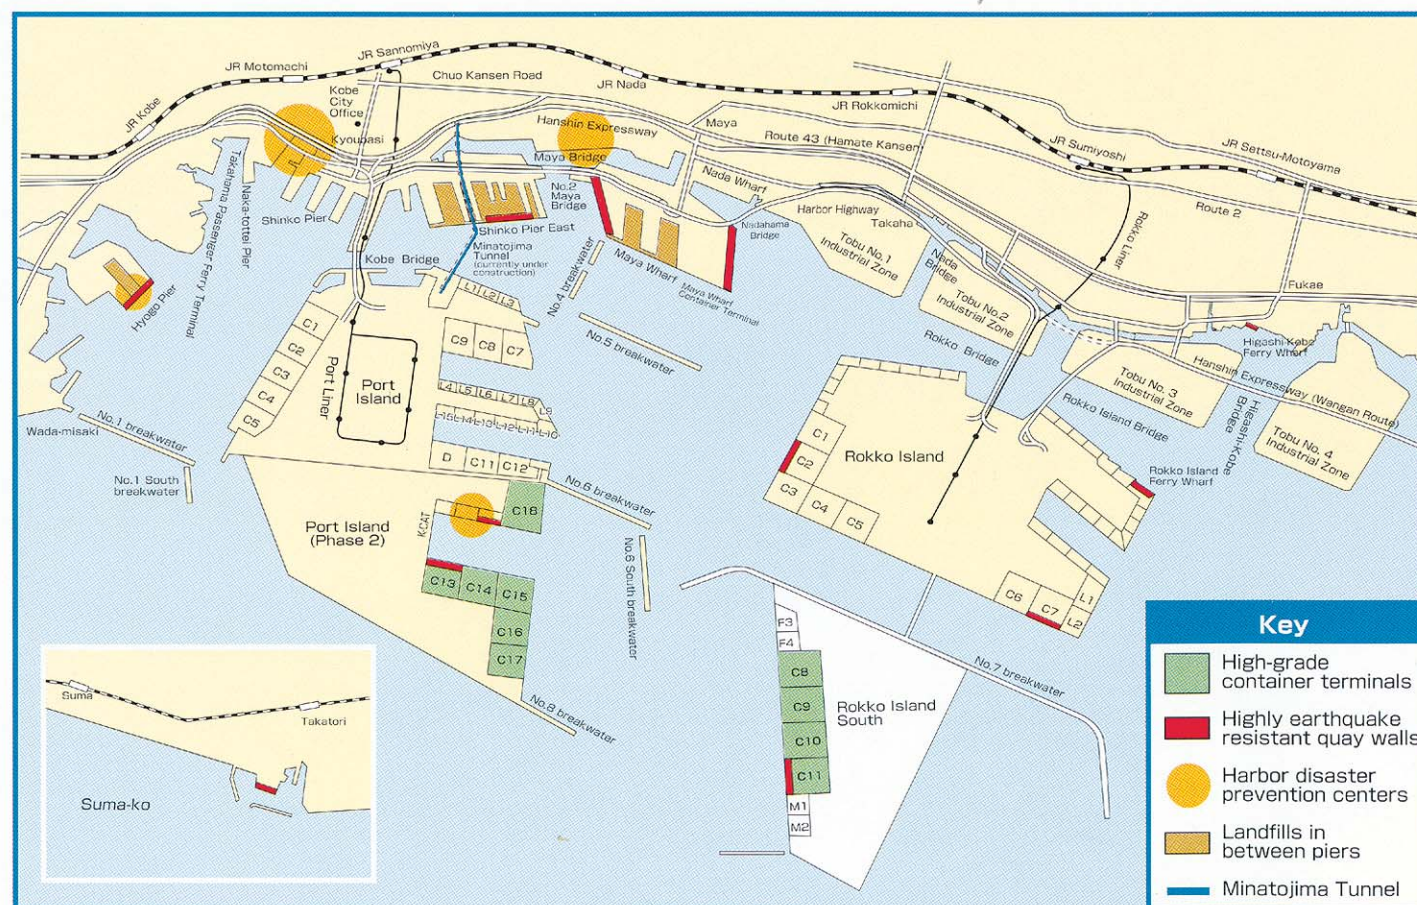 JR Sannomiya
JR Motomachi
Chuo Kansen Road
JR Nada
JR Kobe
Kobe
City
Office
JR Rokkomichi
Kyoubasi
Hanshin Expressway
Maya
Route 43 (Hamate Kansen
JR Sumiyoshi
JR Settsu-Motoyama
Maya Bridge
Takahama Passenger Ferry Terminal
Naka-tottei Pier
Shinko Pier
No.2
Maya
Bridge
Nada Wharf
Harbor Highway
Takaha
Route 2
Rokko Liner
Shinko Pier East
Nadahama
Bridge
Minatojima
Tunnel
(currently under
construction)
Kobe Bridge
Maya Wharf
Maya Wharf
Container Terminal
Tobu No.1
Industrial Zone
Nada
Bridge
Tobu No.2
Industrial Zone
Fukae
Hyogo Pier
No.4 breakwater
No.5 breakwater
L1
L2
L3
C1
C2
C3
C4
C5
C9
C8
C7
Port Liner
Port
Island
L4
L5
L6
L7
L8
L9
L15
L14
L13
L12
L11
L10
D
C11
C12
Rokko Bridge
Higashi-Kobe
Ferry Wharf
Hanshin Expressway (Wangan Route)
Tobu No. 3
Industrial Zone
Rokko Island Bridge
Higashi-Kobe
Bridge
Tobu No. 4
Industrial Zone
Wada-misaki
No.1 breakwater
No.1 South
breakwater
C1
C2
C3
C4
C5
Rokko Island
Rokko Island
Ferry Wharf
Port Island
(Phase 2)
K-CAT
C18
No.6 breakwater
No.6 South breakwater
C13
C14
C15
C16
C17
No.8 breakwater
C6
C7
L1
L2
No.7 breakwater
F3
F4
C8
C9
C10
C11
M1
M2
Rokko Island
South
Suma
Takatori
Suma-ko
Key
High-grade
container terminals
Highly earthquake
resistant quay walls
Harbor disaster
prevention centers
Landfills in
between piers
Minatojima Tunnel